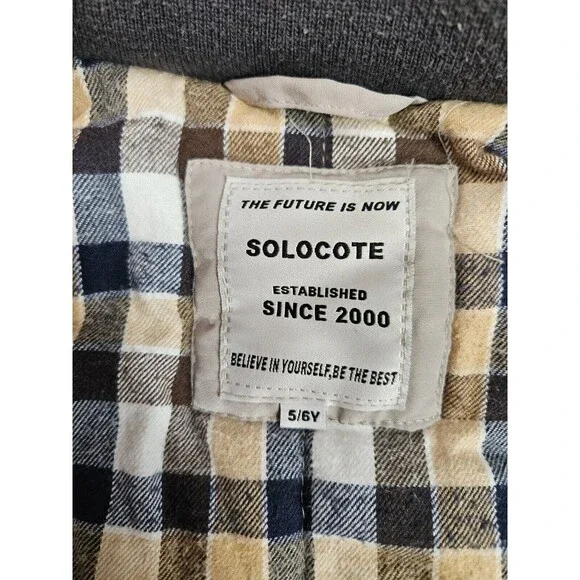 THE FUTURE IS NOW
SOLOCOTE
ESTABLISHED
SINCE 2000
BELIEVE IN YOURSELF,BE THE BEST
5/6Y